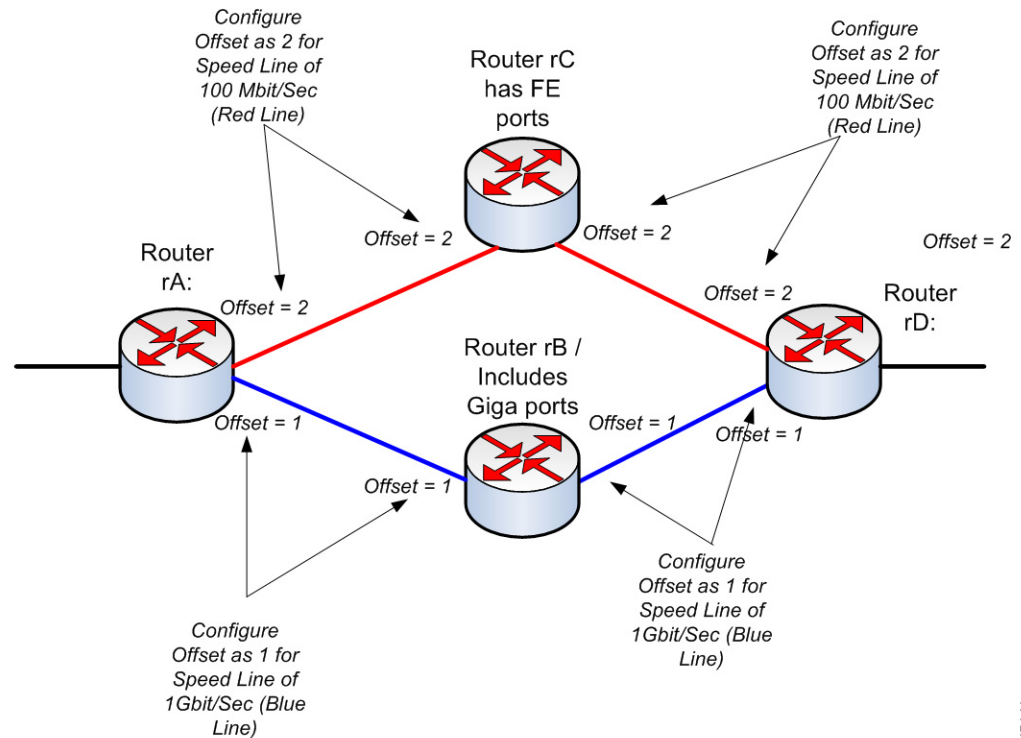 Configure
Offset as 2 for
Speed Line of
100 Mbit/Sec
(Red Line)
Router rC
has FE
ports
Configure
Offset as 2 for
Speed Line of
100 Mbit/Sec
(Red Line)
Offset = 2
Offset = 2
Offset = 2
Router
rA:
Offset = 2
Offset = 2
Router
rD:
Router rB /
Includes
Giga ports
Offset = 1
Offset = 1
Offset = 1
Offset = 1
Configure
Offset as 1 for
Speed Line of
1Gbit/Sec (Blue
Line)
Configure
Offset as 1 for
Speed Line of
1Gbit/Sec (Blue
Line)